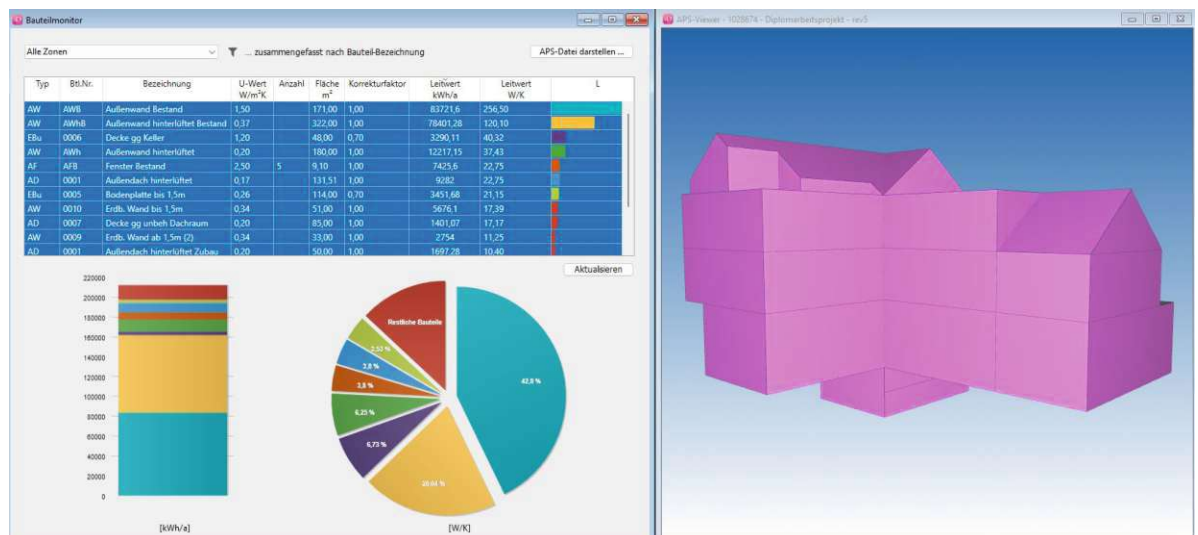 Bauteilmonitor
Alle Zonen ... zusammengefasst nach Bauteil-Bezeichnung APS-Datei darstellen ...
Typ Btl.Nr. Bezeichnung U-Wert W/m²K Anzahl Fläche m² Korrekturfaktor Leitwert kWh/a Leitwert W/K L
AW AWB Außenwand Bestand 1,50 171,00 1,00 83721,6 256,50
AW AWhB Außenwand hinterlüftet Bestand 0,37 322,00 1,00 78401,28 120,10
EBu 0006 Decke gg Keller 1,20 48,00 0,70 3290,11 40,32
AW AWh Außenwand hinterlüftet 0,20 180,00 1,00 12217,15 37,43
AF AFB Fenster Bestand 2,50 5 9,10 1,00 7425,6 22,75
AD 0001 Außendach hinterlüftet 0,17 131,51 1,00 9282 22,75
EBu 0005 Bodenplatte bis 1,5m 0,26 114,00 0,70 3451,68 21,15
AW 0010 Erdb. Wand bis 1,5m 0,34 51,00 1,00 5676,1 17,39
AD 0007 Decke gg unbeh Dachraum 0,20 85,00 1,00 1401,07 17,17
AW 0009 Erdb. Wand ab 1,5m (2) 0,34 33,00 1,00 2754 11,25
AD 0001 Außendach hinterlüftet Zubau 0,20 50,00 1,00 1697,28 10,40
Aktualisieren
220000
200000
180000
160000
140000
120000
100000
80000
60000
40000
20000
0
[kWh/a]
Restliche Bauteile
3,8 %
3,8 %
6,25 %
6,73 %
42,8 %
[W/K]
APS-Viewer - 1028674 - Diplomarbeitsprojekt - rev5